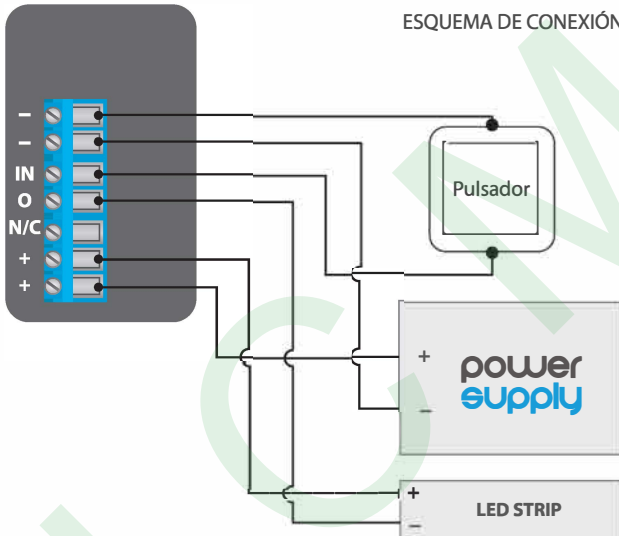 ESQUEMA DE CONEXIÓN
−
−
IN
O
N/C
+
+
Pulsador
+
power
supply
−
+
LED STRIP
−